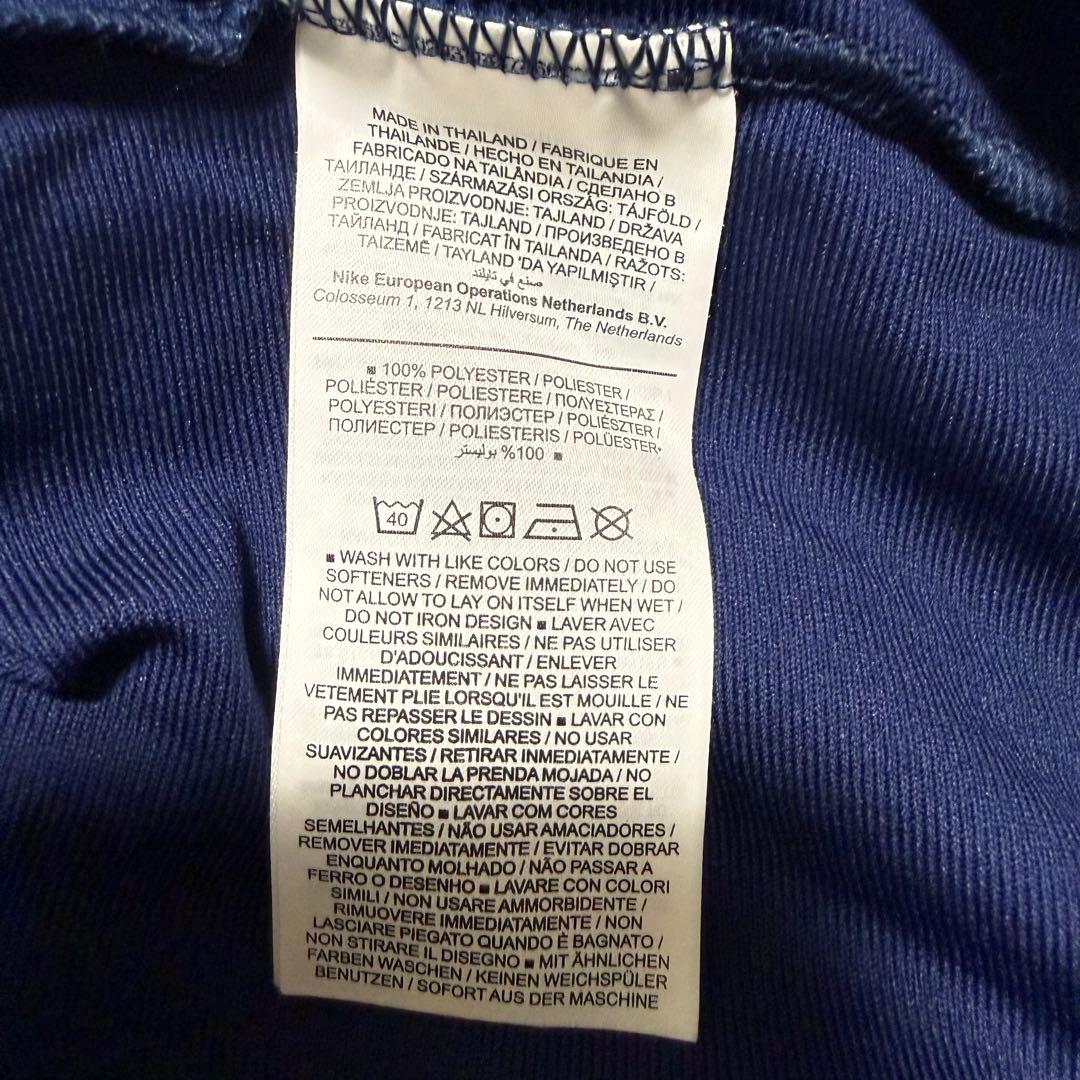 MADE IN THAILAND / FABRIQUE EN
THAILANDE / HECHO EN TAILANDIA /
FABRICADO NA TAILÂNDIA / СДЕЛАНО В
ТАИЛАНДЕ / SZÁRMAZÁSI ORSZÁG: TÁJFÖLD /
ZEMLJA PROIZVODNJE: TAJLAND / DRŽAVA
PROIZVODNJE: TAJLAND / ПРОИЗВЕДЕНО В
ТАЙЛАНД / FABRICAT ÎN TAILANDA / RAŽOTS:
TAIZEMĒ / TAYLAND 'DA YAPILMIŞTIR /
صنع في تايلند
Nike European Operations Netherlands B.V.
Colosseum 1, 1213 NL Hilversum, The Netherlands
100% POLYESTER / POLIESTER /
POLIÉSTER / POLIESTERE / ΠΟΛΥΕΣΤΕΡΑΣ /
POLYESTERI / ПОЛИЭСТЕР / POLIÉSZTER /
ПОЛИЕСТЕР / POLIESTERIS / POLÜESTER
100% بوليستر
40
WASH WITH LIKE COLORS / DO NOT USE
SOFTENERS / REMOVE IMMEDIATELY / DO
NOT ALLOW TO LAY ON ITSELF WHEN WET /
DO NOT IRON DESIGN ■ LAVER AVEC
COULEURS SIMILAIRES / NE PAS UTILISER
D'ADOUCISSANT / ENLEVER
IMMEDIATEMENT / NE PAS LAISSER LE
VETEMENT PLIE LORSQU'IL EST MOUILLE / NE
PAS REPASSER LE DESSIN ■ LAVAR CON
COLORES SIMILARES / NO USAR
SUAVIZANTES / RETIRAR INMEDIATAMENTE /
NO DOBLAR LA PRENDA MOJADA / NO
PLANCHAR DIRECTAMENTE SOBRE EL
DISEÑO ■ LAVAR COM CORES
SEMELHANTES / NÃO USAR AMACIADORES /
REMOVER IMEDIATAMENTE / EVITAR DOBRAR
ENQUANTO MOLHADO / NÃO PASSAR A
FERRO O DESENHO ■ LAVARE CON COLORI
SIMILI / NON USARE AMMORBIDENTE /
RIMUOVERE IMMEDIATAMENTE / NON
LASCIARE PIEGATO QUANDO È BAGNATO /
NON STIRARE IL DISEGNO ■ MIT ÄHNLICHEN
FARBEN WASCHEN / KEINEN WEICHSPÜLER
BENUTZEN / SOFORT AUS DER MASCHINE